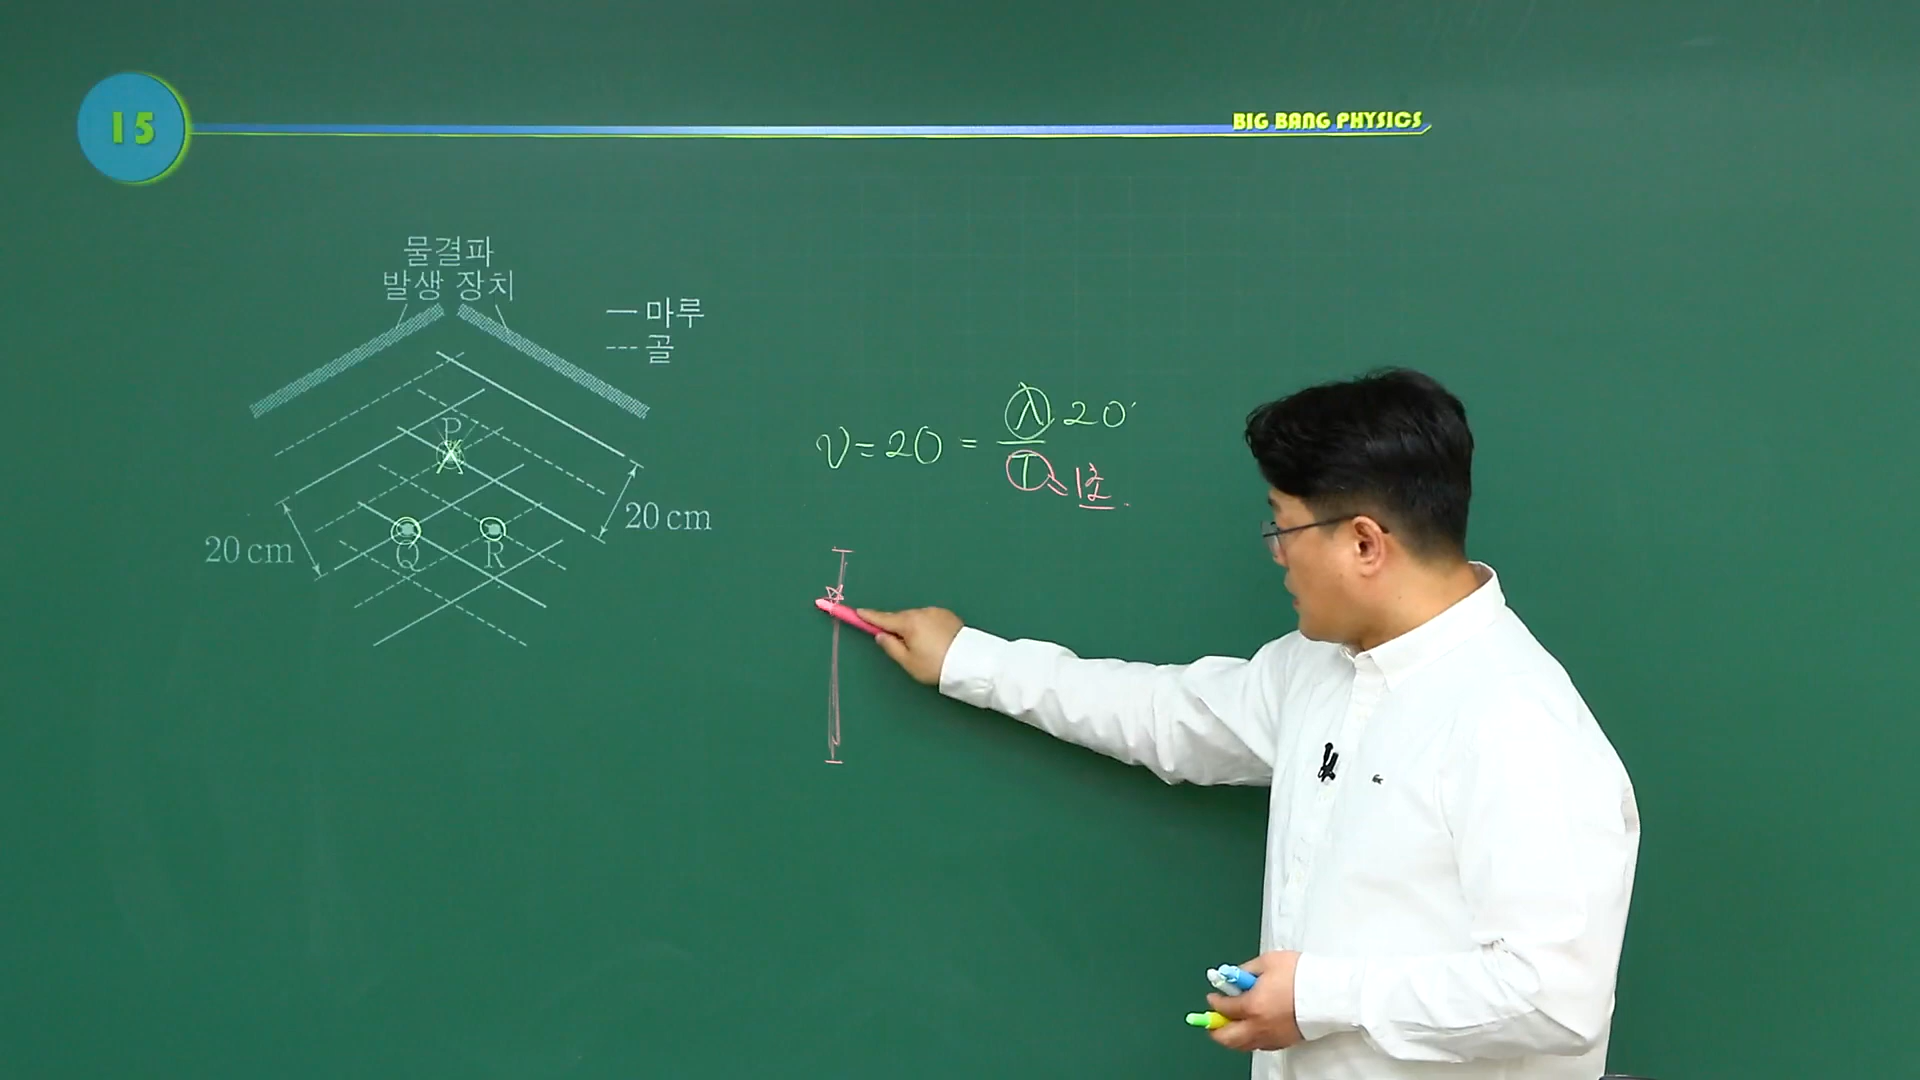 15
BIG BANG PHYSICS
물결파
발생 장치
마루
골
P
20 cm
20 cm
Q
R
v = 20 = λ 20
T = 1초